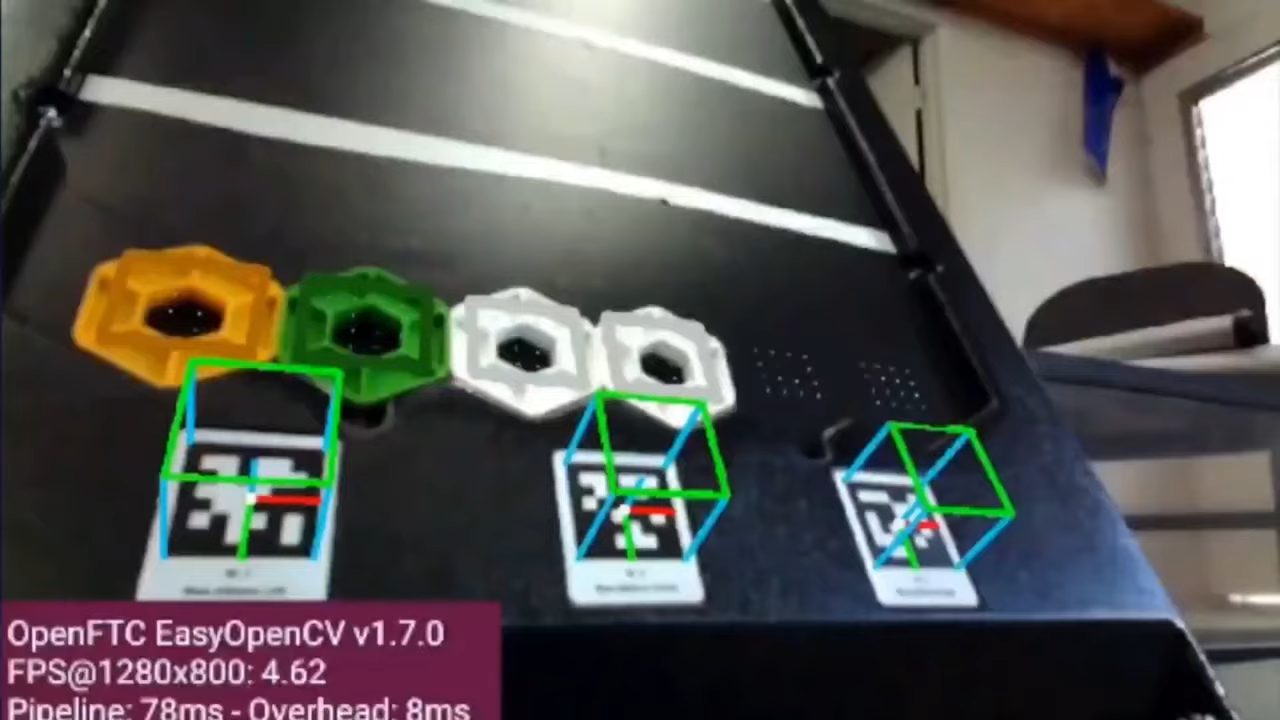 OpenFTC EasyOpenCV v1.7.0
FPS@1280x800: 4.62
Pipeline: 78ms - Overhead: 8ms